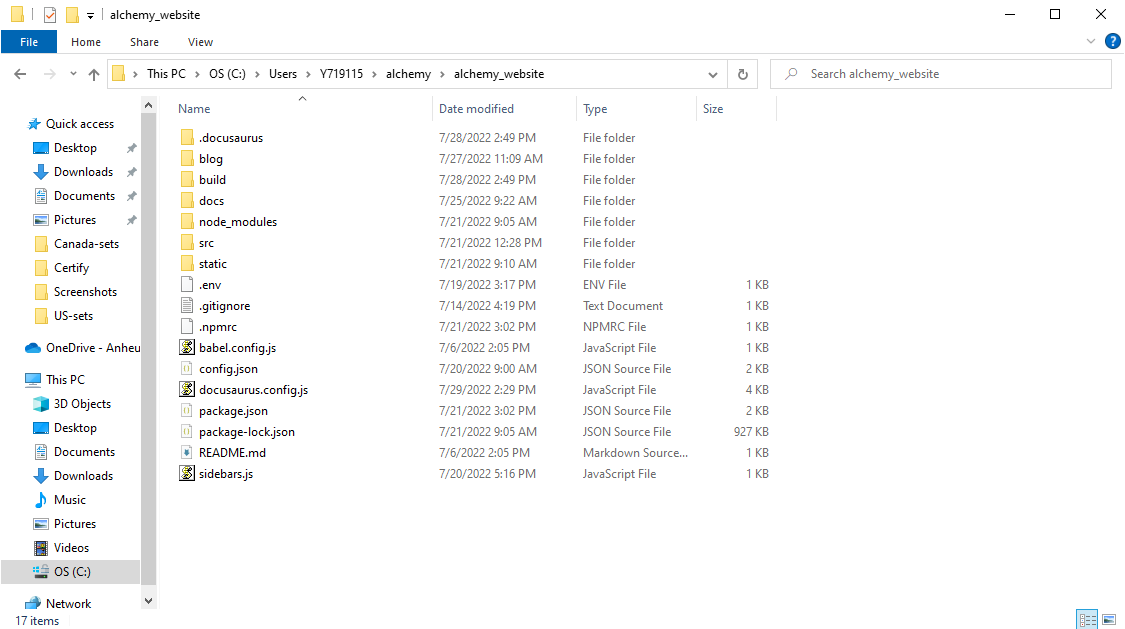 alchemy_website
File Home Share View
?
This PC OS (C:) Users Y719115 alchemy alchemy_website Search alchemy_website
Name Date modified Type Size
Quick access
Desktop
Downloads
Documents
Pictures
Canada-sets
Certify
Screenshots
US-sets
OneDrive - Anheu
This PC
3D Objects
Desktop
Documents
Downloads
Music
Pictures
Videos
OS (C:)
Network
.docusaurus 7/28/2022 2:49 PM File folder
blog 7/27/2022 11:09 AM File folder
build 7/28/2022 2:49 PM File folder
docs 7/25/2022 9:22 AM File folder
node_modules 7/21/2022 9:05 AM File folder
src 7/21/2022 12:28 PM File folder
static 7/21/2022 9:10 AM File folder
.env 7/19/2022 3:17 PM ENV File 1 KB
.gitignore 7/14/2022 4:19 PM Text Document 1 KB
.npmrc 7/21/2022 3:02 PM NPMRC File 1 KB
babel.config.js 7/6/2022 2:05 PM JavaScript File 1 KB
config.json 7/20/2022 9:00 AM JSON Source File 2 KB
docusaurus.config.js 7/29/2022 2:29 PM JavaScript File 4 KB
package.json 7/21/2022 3:02 PM JSON Source File 2 KB
package-lock.json 7/21/2022 9:05 AM JSON Source File 927 KB
README.md 7/6/2022 2:05 PM Markdown Source... 1 KB
sidebars.js 7/20/2022 5:16 PM JavaScript File 1 KB
17 items